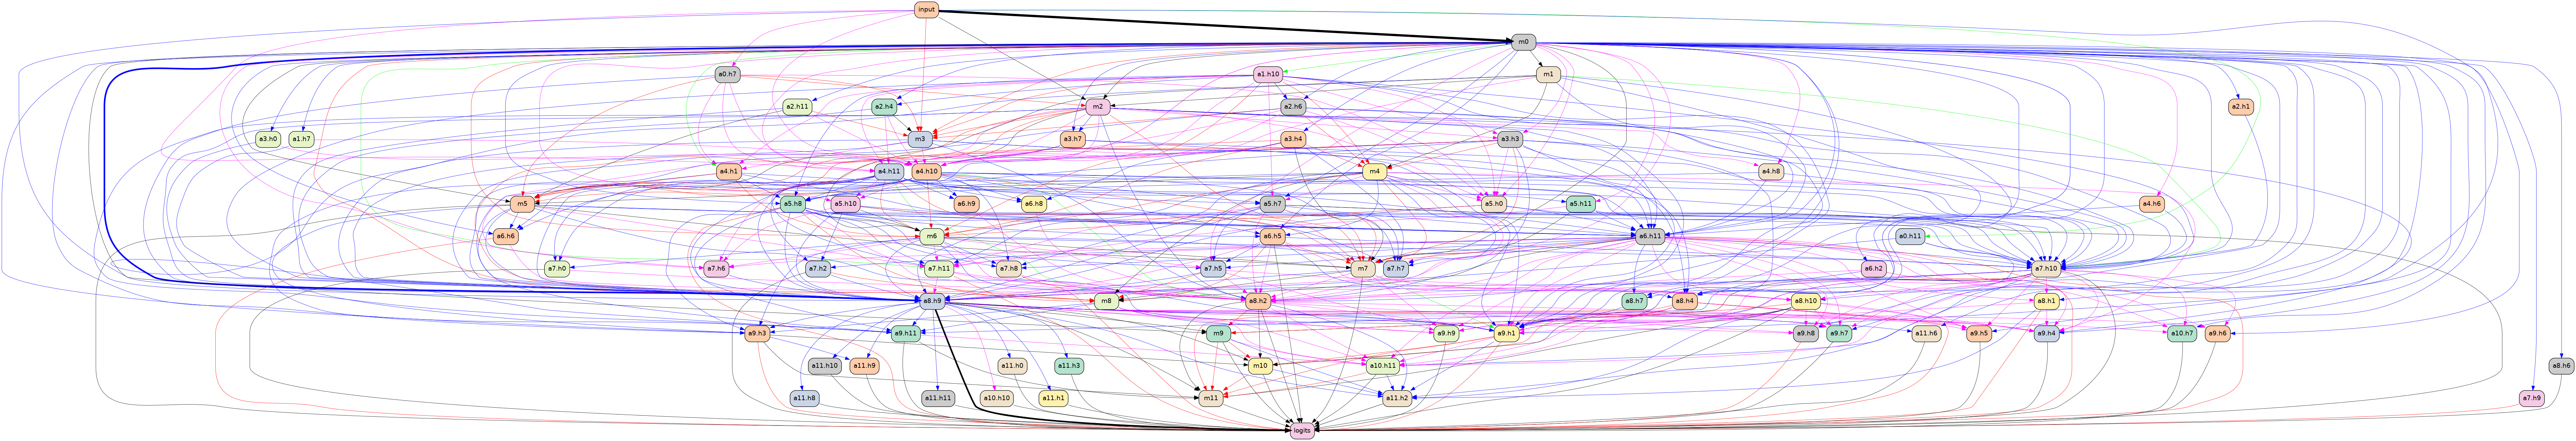 input
m0
a0.h7 a1.h10 m1
a2.h11 a2.h4 m2 a2.h6 a2.h1
a3.h0 a1.h7 m3 a3.h7 a3.h4 a3.h3
a4.h1 a4.h11 a4.h10 m4 a4.h8
m5 a5.h8 a5.h10 a6.h9 a6.h8 a5.h7 a5.h0 a5.h11 a4.h6
a6.h6 m6 a6.h5 a6.h11 a0.h11
a7.h0 a7.h6 a7.h2 a7.h11 a7.h8 a7.h5 m7 a7.h7 a6.h2 a7.h10
a8.h9 m8 a8.h2 a8.h7 a8.h4 a8.h10 a8.h1
a9.h3 a9.h11 m9 a9.h9 a9.h1 a9.h8 a9.h7 a11.h6 a9.h5 a9.h4 a10.h7 a9.h6
a11.h10 a11.h9 a11.h0 a11.h3 m10 a10.h11 a8.h6
a11.h8 a11.h11 a10.h10 a11.h1 m11 a11.h2 a7.h9
logits